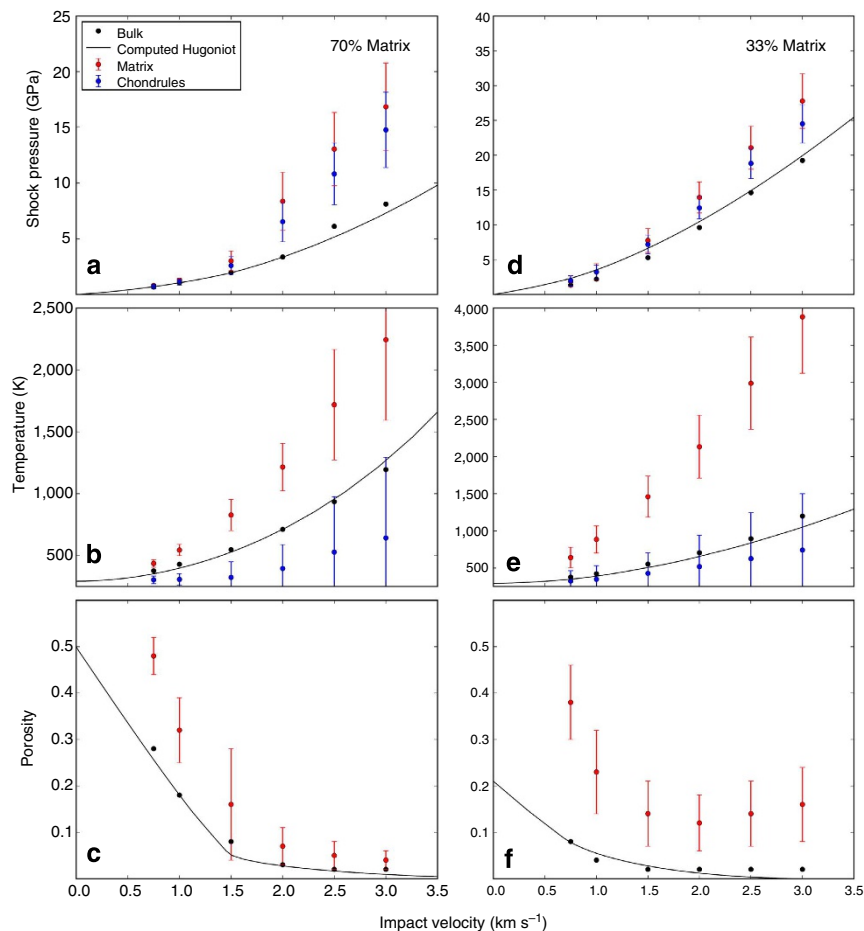 25
20
15
10
5
Shock pressure (GPa)
Bulk
Computed Hugoniot
Matrix
Chondrules
70% Matrix
a
40
35
30
25
20
15
10
5
33% Matrix
d
2,500
2,000
1,500
1,000
500
Temperature (K)
b
4,000
3,500
3,000
2,500
2,000
1,500
1,000
500
e
0.5
0.4
0.3
0.2
0.1
Porosity
c
0.5
0.4
0.3
0.2
0.1
f
0.0 0.5 1.0 1.5 2.0 2.5 3.0 3.5
0.0 0.5 1.0 1.5 2.0 2.5 3.0 3.5
Impact velocity (km s⁻¹)